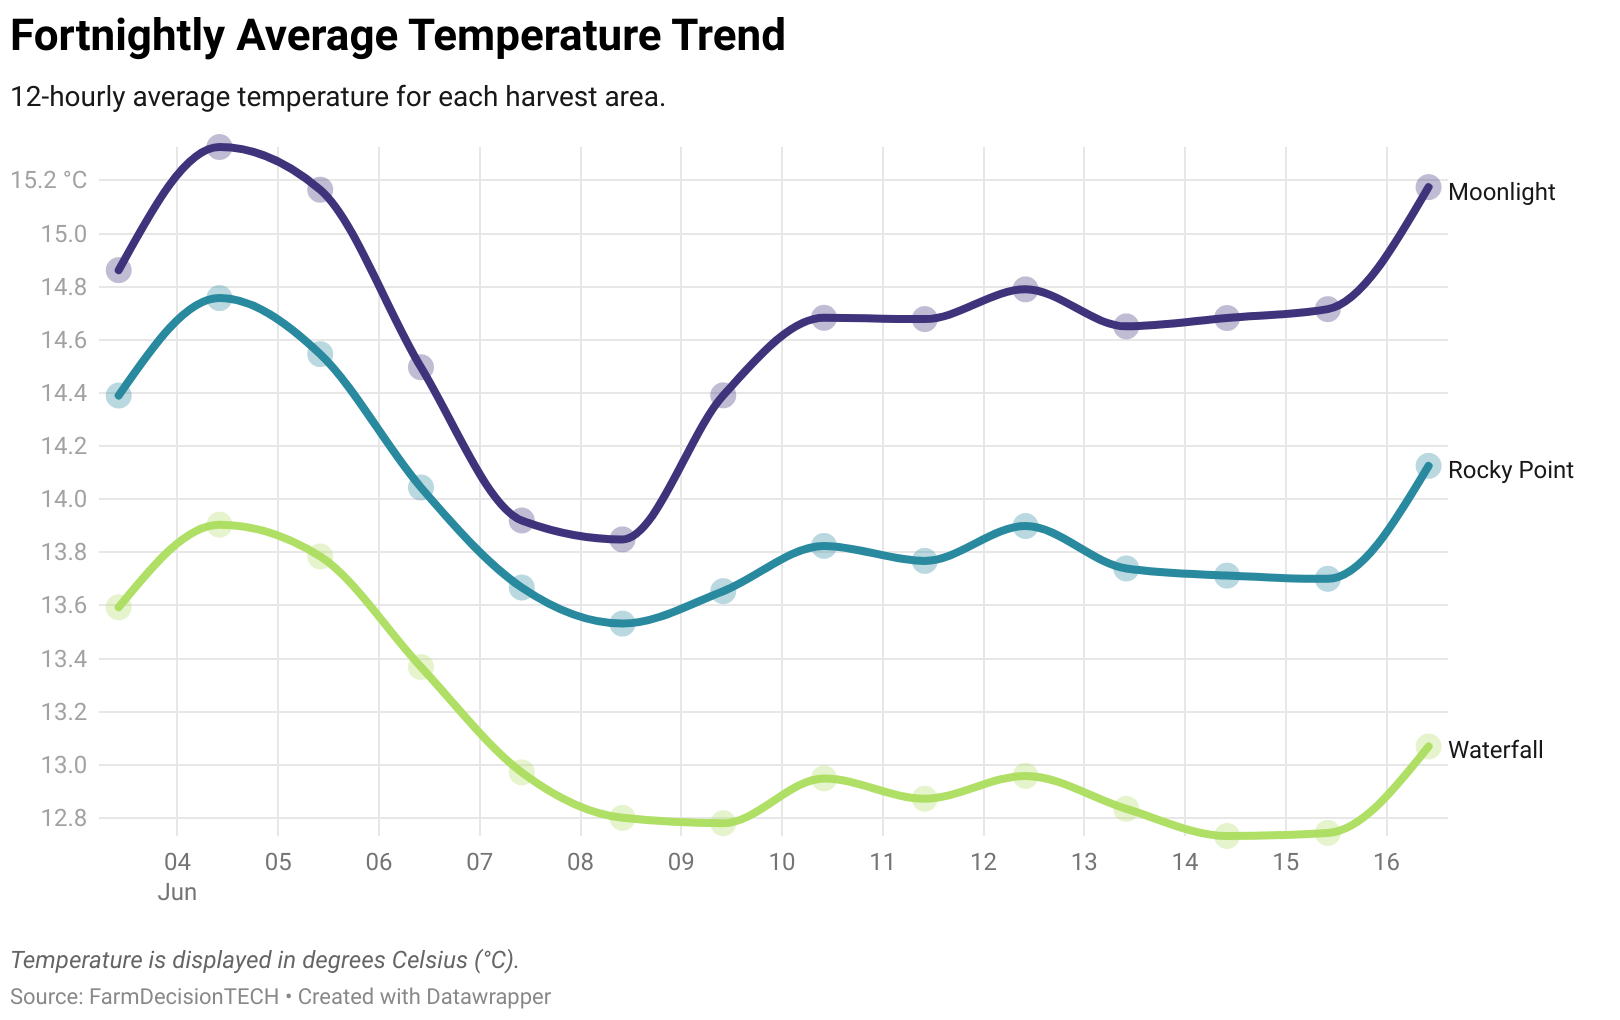 Fortnightly Average Temperature Trend
12-hourly average temperature for each harvest area.
15.2 °C
15.0
14.8
14.6
14.4
14.2
14.0
13.8
13.6
13.4
13.2
13.0
12.8
Moonlight
Rocky Point
Waterfall
04 05 06 07 08 09 10 11 12 13 14 15 16
Jun
Temperature is displayed in degrees Celsius (°C).
Source: FarmDecisionTECH • Created with Datawrapper